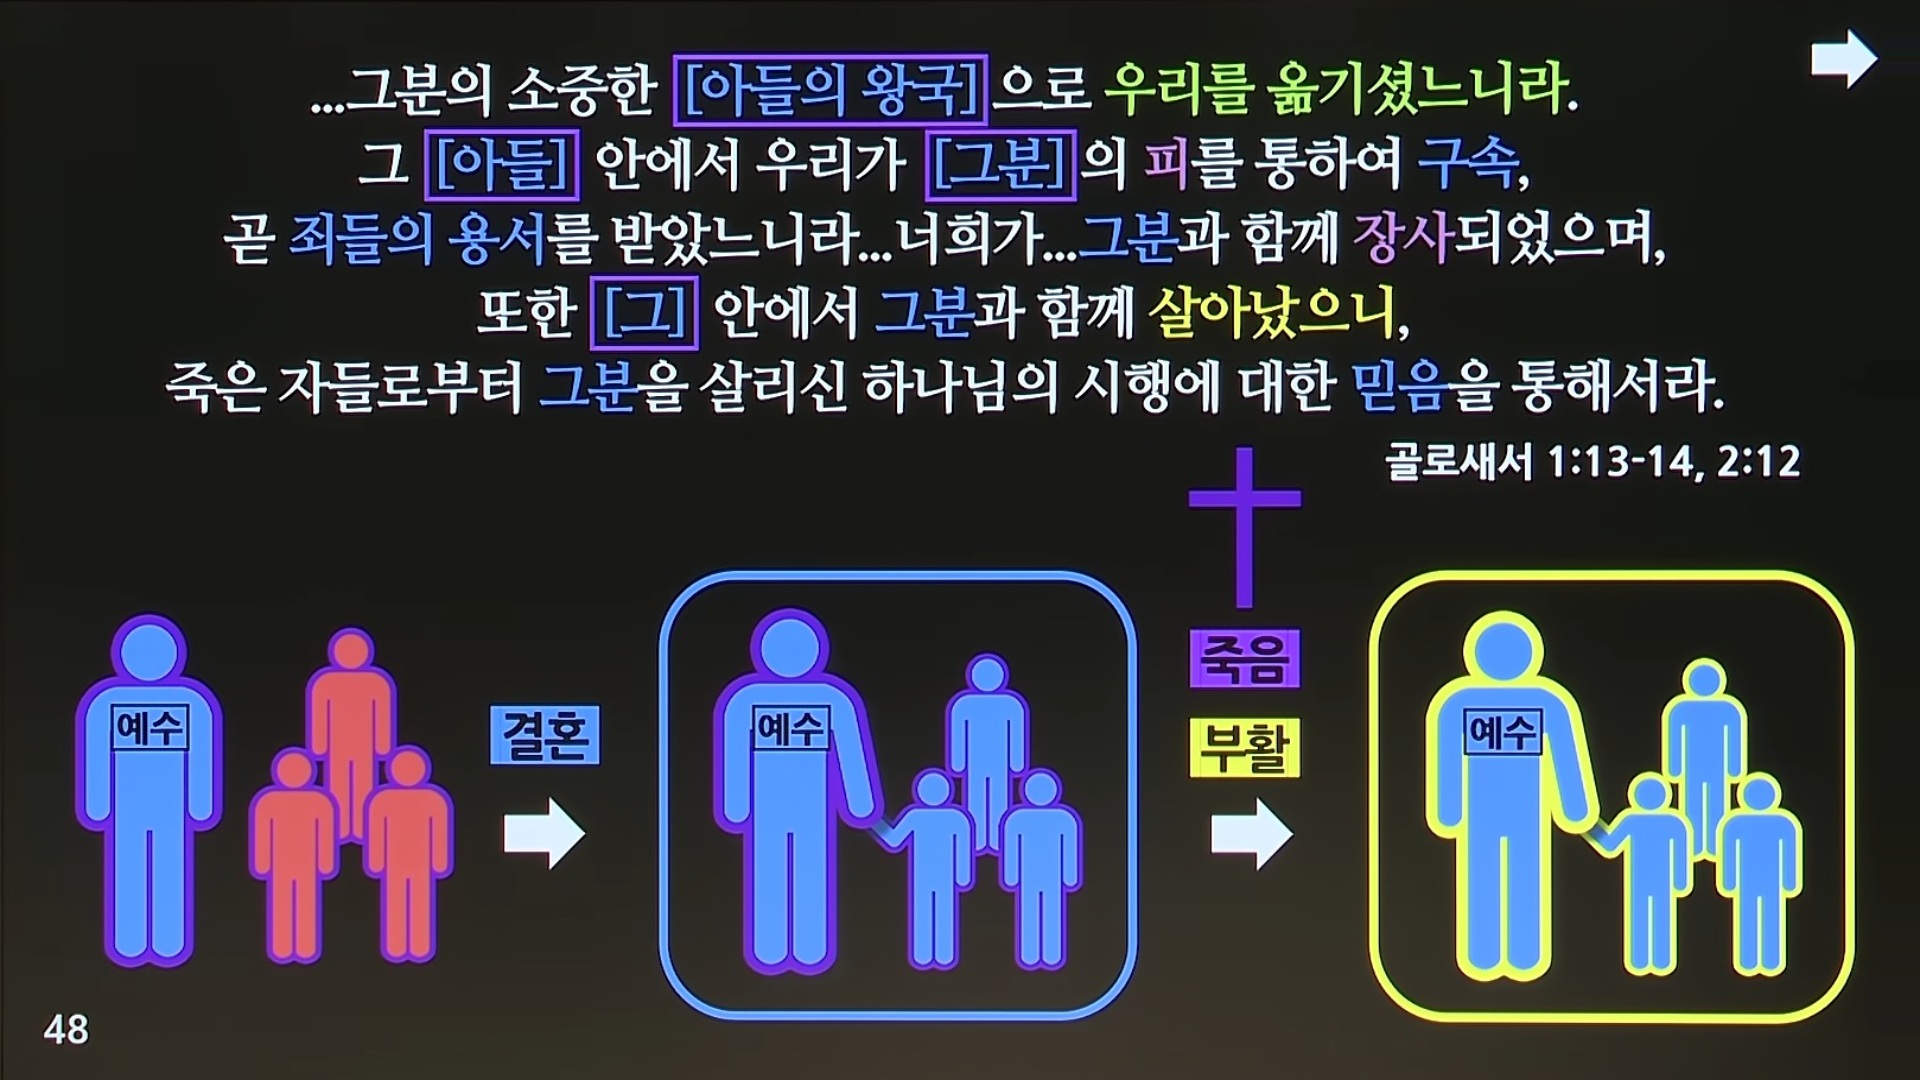 ...그분의 소중한 [아들의 왕국]으로 우리를 옮기셨느니라.
그 [아들] 안에서 우리가 [그분]의 피를 통하여 구속,
곧 죄들의 용서를 받았느니라...너희가...그분과 함께 장사되었으며,
또한 [그] 안에서 그분과 함께 살아났으니,
죽은 자들로부터 그분을 살리신 하나님의 시행에 대한 믿음을 통해서라.
골로새서 1:13-14, 2:12
예수
결혼
예수
죽음
부활
예수
48